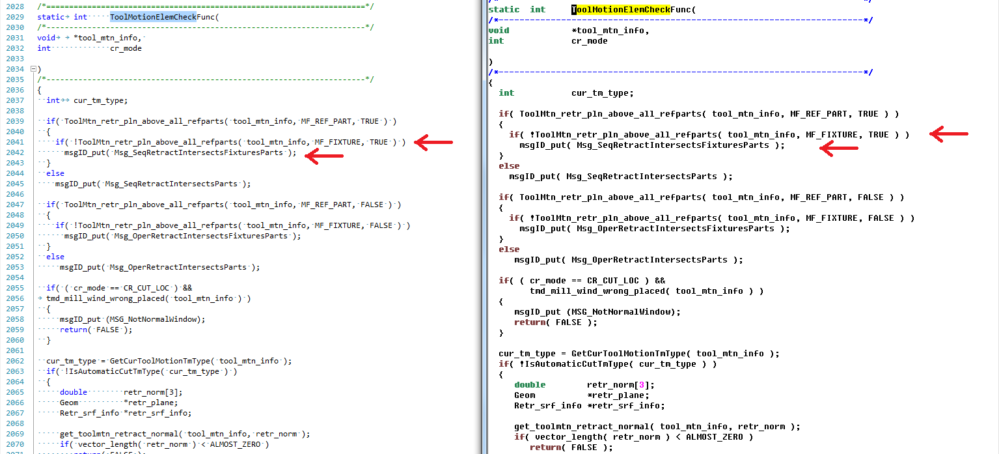 2028 /*=================================================================*/
2029 static int ToolMotionElemCheckFunc(
2030 /*-----------------------------------------------------------------*/
2031 void *tool_mtn_info,
2032 int cr_mode
2033
2034 )
2035 /*-----------------------------------------------------------------*/
2036 {
2037 int cur_tm_type;
2038
2039 if( ToolMtn_retr_pln_above_all_refparts( tool_mtn_info, MF_REF_PART, TRUE ) )
2040 {
2041 if( !ToolMtn_retr_pln_above_all_refparts( tool_mtn_info, MF_FIXTURE, TRUE ) )
2042 msgID_put( Msg_SeqRetractIntersectsFixturesParts );
2043 }
2044 else
2045 msgID_put( Msg_SeqRetractIntersectsParts );
2046
2047 if( ToolMtn_retr_pln_above_all_refparts( tool_mtn_info, MF_REF_PART, FALSE ) )
2048 {
2049 if( !ToolMtn_retr_pln_above_all_refparts( tool_mtn_info, MF_FIXTURE, FALSE ) )
2050 msgID_put( Msg_OperRetractIntersectsFixturesParts );
2051 }
2052 else
2053 msgID_put( Msg_OperRetractIntersectsParts );
2054
2055 if( ( cr_mode == CR_CUT_LOC ) &&
2056 tmd_mill_wind_wrong_placed( tool_mtn_info ) )
2057 {
2058 msgID_put (MSG_NotNormalWindow);
2059 return( FALSE );
2060 }
2061
2062 cur_tm_type = GetCurToolMotionTmType( tool_mtn_info );
2063 if( !IsAutomaticCutTmType( cur_tm_type ) )
2064 {
2065 double retr_norm[3];
2066 Geom *retr_plane;
2067 Retr_srf_info *retr_srf_info;
2068
2069 get_toolmtn_retract_normal( tool_mtn_info, retr_norm );
2070 if( vector_length( retr_norm ) < ALMOST_ZERO )
static int ToolMotionElemCheckFunc(
/*----------------------------------------------------------------------*/
void *tool_mtn_info,
int cr_mode
)
/*----------------------------------------------------------------------*/
{
int cur_tm_type;
if( ToolMtn_retr_pln_above_all_refparts( tool_mtn_info, MF_REF_PART, TRUE ) )
{
if( !ToolMtn_retr_pln_above_all_refparts( tool_mtn_info, MF_FIXTURE, TRUE ) )
msgID_put( Msg_SeqRetractIntersectsFixturesParts );
}
else
msgID_put( Msg_SeqRetractIntersectsParts );
if( ToolMtn_retr_pln_above_all_refparts( tool_mtn_info, MF_REF_PART, FALSE ) )
{
if( !ToolMtn_retr_pln_above_all_refparts( tool_mtn_info, MF_FIXTURE, FALSE ) )
msgID_put( Msg_OperRetractIntersectsFixturesParts );
}
else
msgID_put( Msg_OperRetractIntersectsParts );
if( ( cr_mode == CR_CUT_LOC ) &&
tmd_mill_wind_wrong_placed( tool_mtn_info ) )
{
msgID_put (MSG_NotNormalWindow);
return( FALSE );
}
cur_tm_type = GetCurToolMotionTmType( tool_mtn_info );
if( !IsAutomaticCutTmType( cur_tm_type ) )
{
double retr_norm[3];
Geom *retr_plane;
Retr_srf_info *retr_srf_info;
get_toolmtn_retract_normal( tool_mtn_info, retr_norm );
if( vector_length( retr_norm ) < ALMOST_ZERO )
return( FALSE );